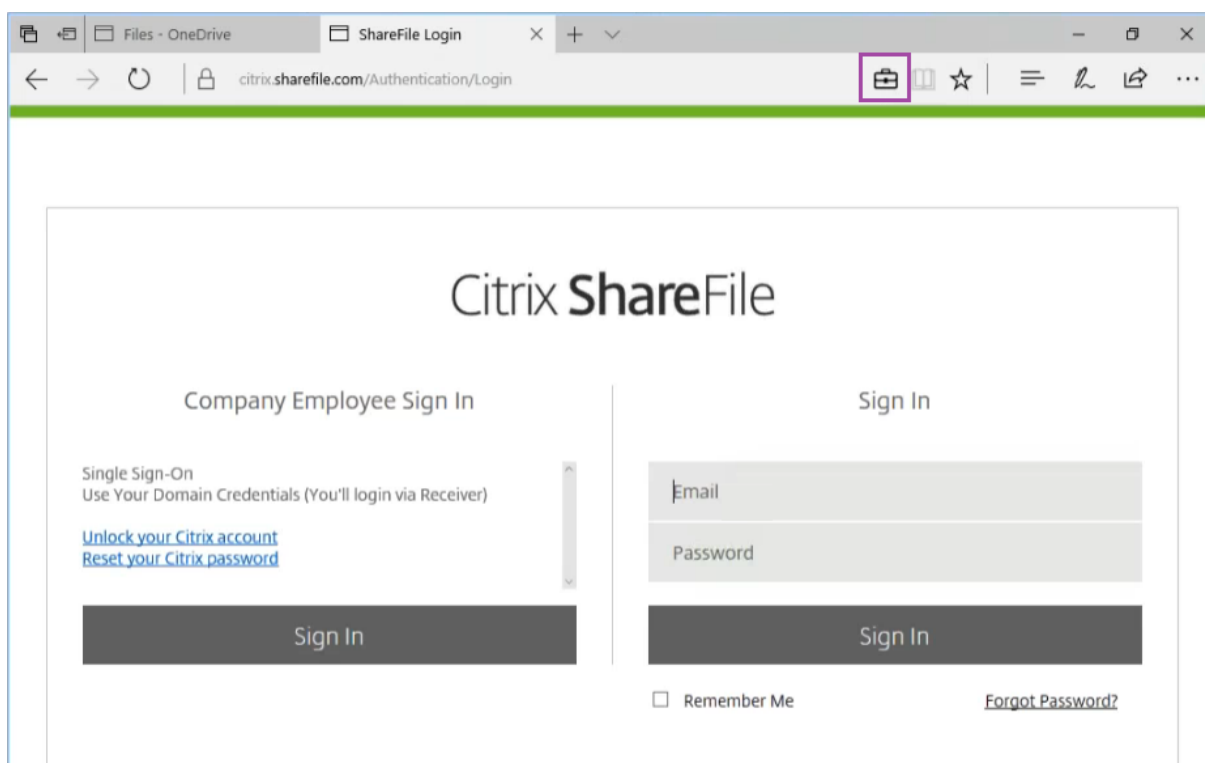 Files - OneDrive
ShareFile Login
citrix.sharefile.com/Authentication/Login
Citrix ShareFile
Company Employee Sign In
Single Sign-On
Use Your Domain Credentials (You'll login via Receiver)
Unlock your Citrix account
Reset your Citrix password
Sign In
Sign In
Email
Password
Sign In
Remember Me
Forgot Password?